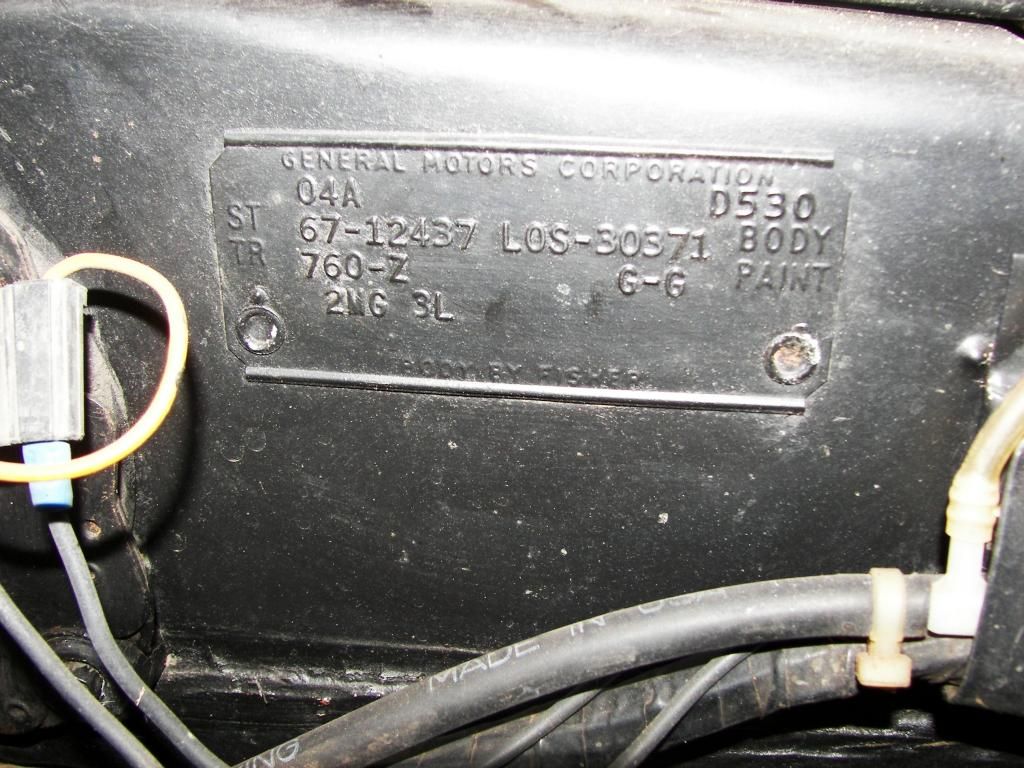 GENERAL MOTORS CORPORATION
04A D530
ST 67-12437 LOS-30371 BODY
TR 760-Z G-G PAINT
2MG 3L
BODY BY FISHER
MADE IN USA